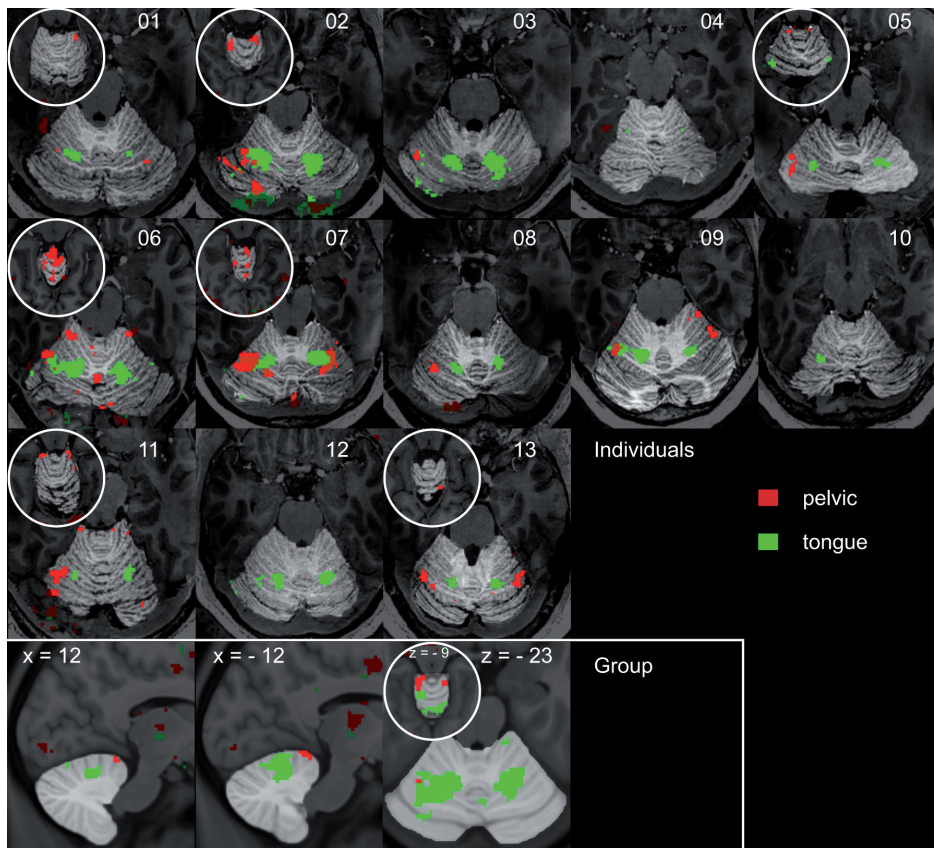 01
02
03
04
05
06
07
08
09
10
11
12
13
Individuals
pelvic
tongue
x = 12
x = - 12
z = - 9
z = - 23
Group